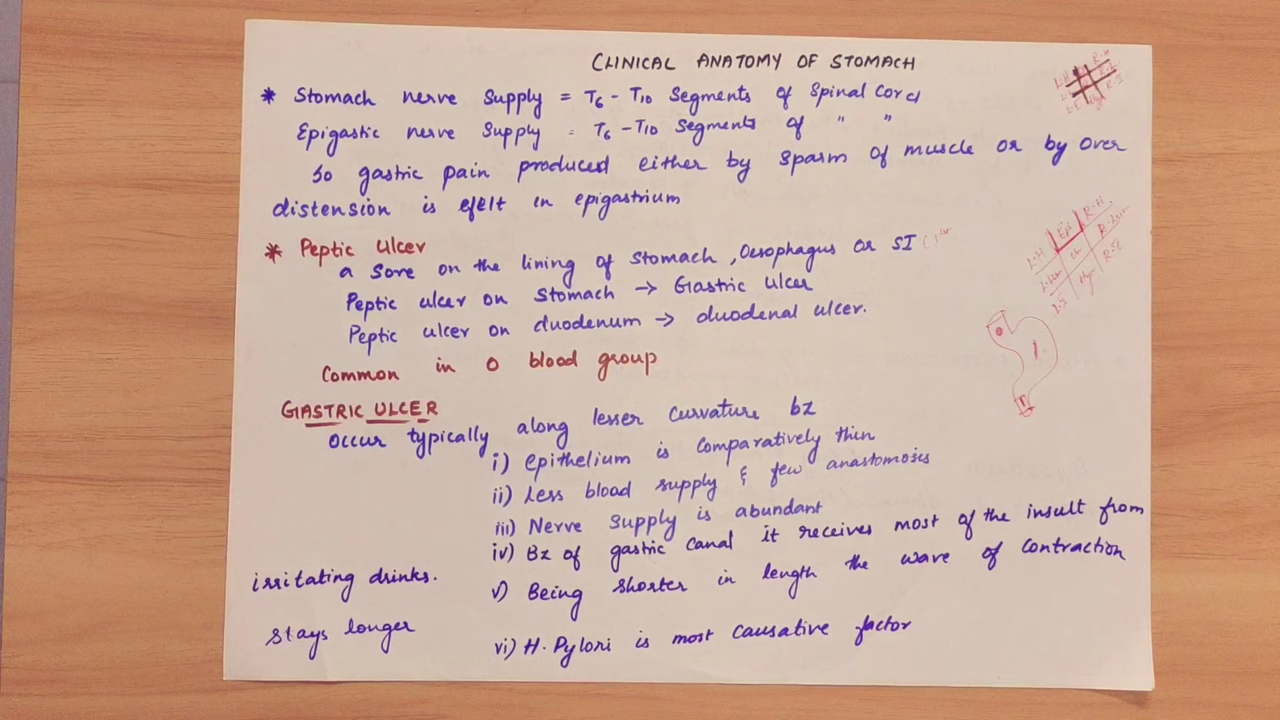 CLINICAL ANATOMY OF STOMACH
* Stomach nerve supply = T6 - T10 segments of spinal cord
Epigastic nerve supply = T6 - T10 segments of " "
so gastric pain produced either by spasm of muscle or by over
distension is efelt in epigastrium
* Peptic Ulcer
a sore on the lining of stomach, Oesophagus or SI
Peptic ulcer on stomach → Gastric Ulcer
Peptic ulcer on duodenum → duodenal ulcer.
Common in O blood group
GASTRIC ULCER
occur typically along lesser curvature bz
i) epithelium is comparatively thin
ii) Less blood supply & few anastomosis
iii) Nerve supply is abundant
iv) Bz of gastric canal it receives most of the insult from
irritating drinks.
v) Being shorter in length the wave of contraction
stays longer
vi) H. Pylori is most causative factor
L.H Epi R.H
R.Lum
L.Lum
R.I
L.I